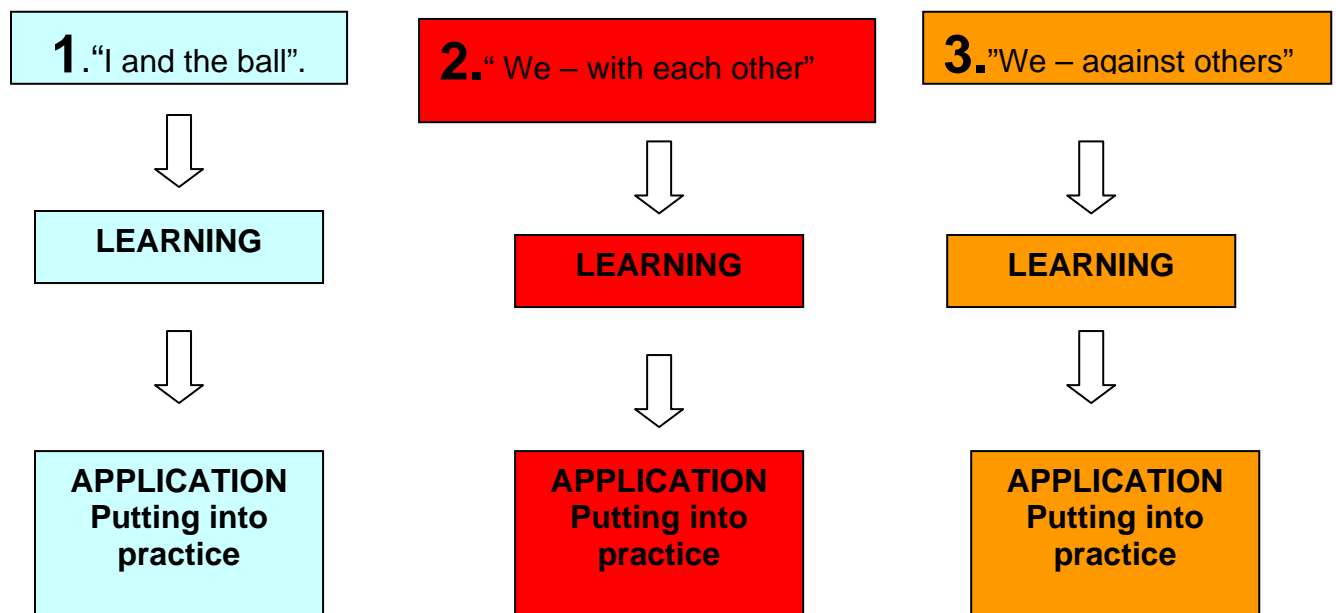 1.“I and the ball”.
LEARNING
APPLICATION
Putting into
practice
2.“ We – with each other”
LEARNING
APPLICATION
Putting into
practice
3.”We – against others”
LEARNING
APPLICATION
Putting into
practice